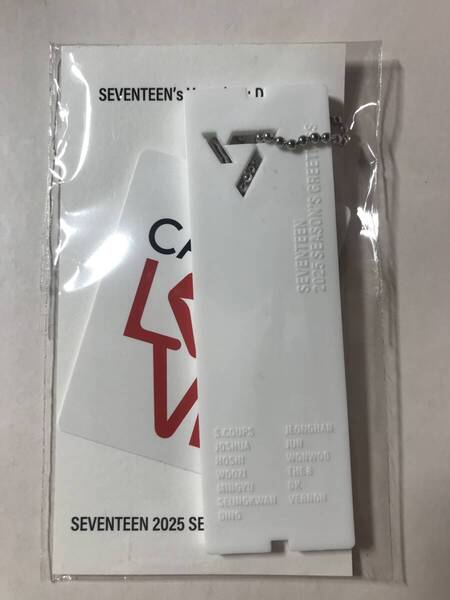 SEVENTEEN's
SEVENTEEN
2025 SEASON'S GREETINGS
CA
LO
S.COUPS
JEONGHAN
JOSHUA
JUN
HOSHI
WONWOO
WOOZI
THE 8
MINGYU
DK
SEUNGKWAN
VERNON
DINO
SEVENTEEN 2025 SE